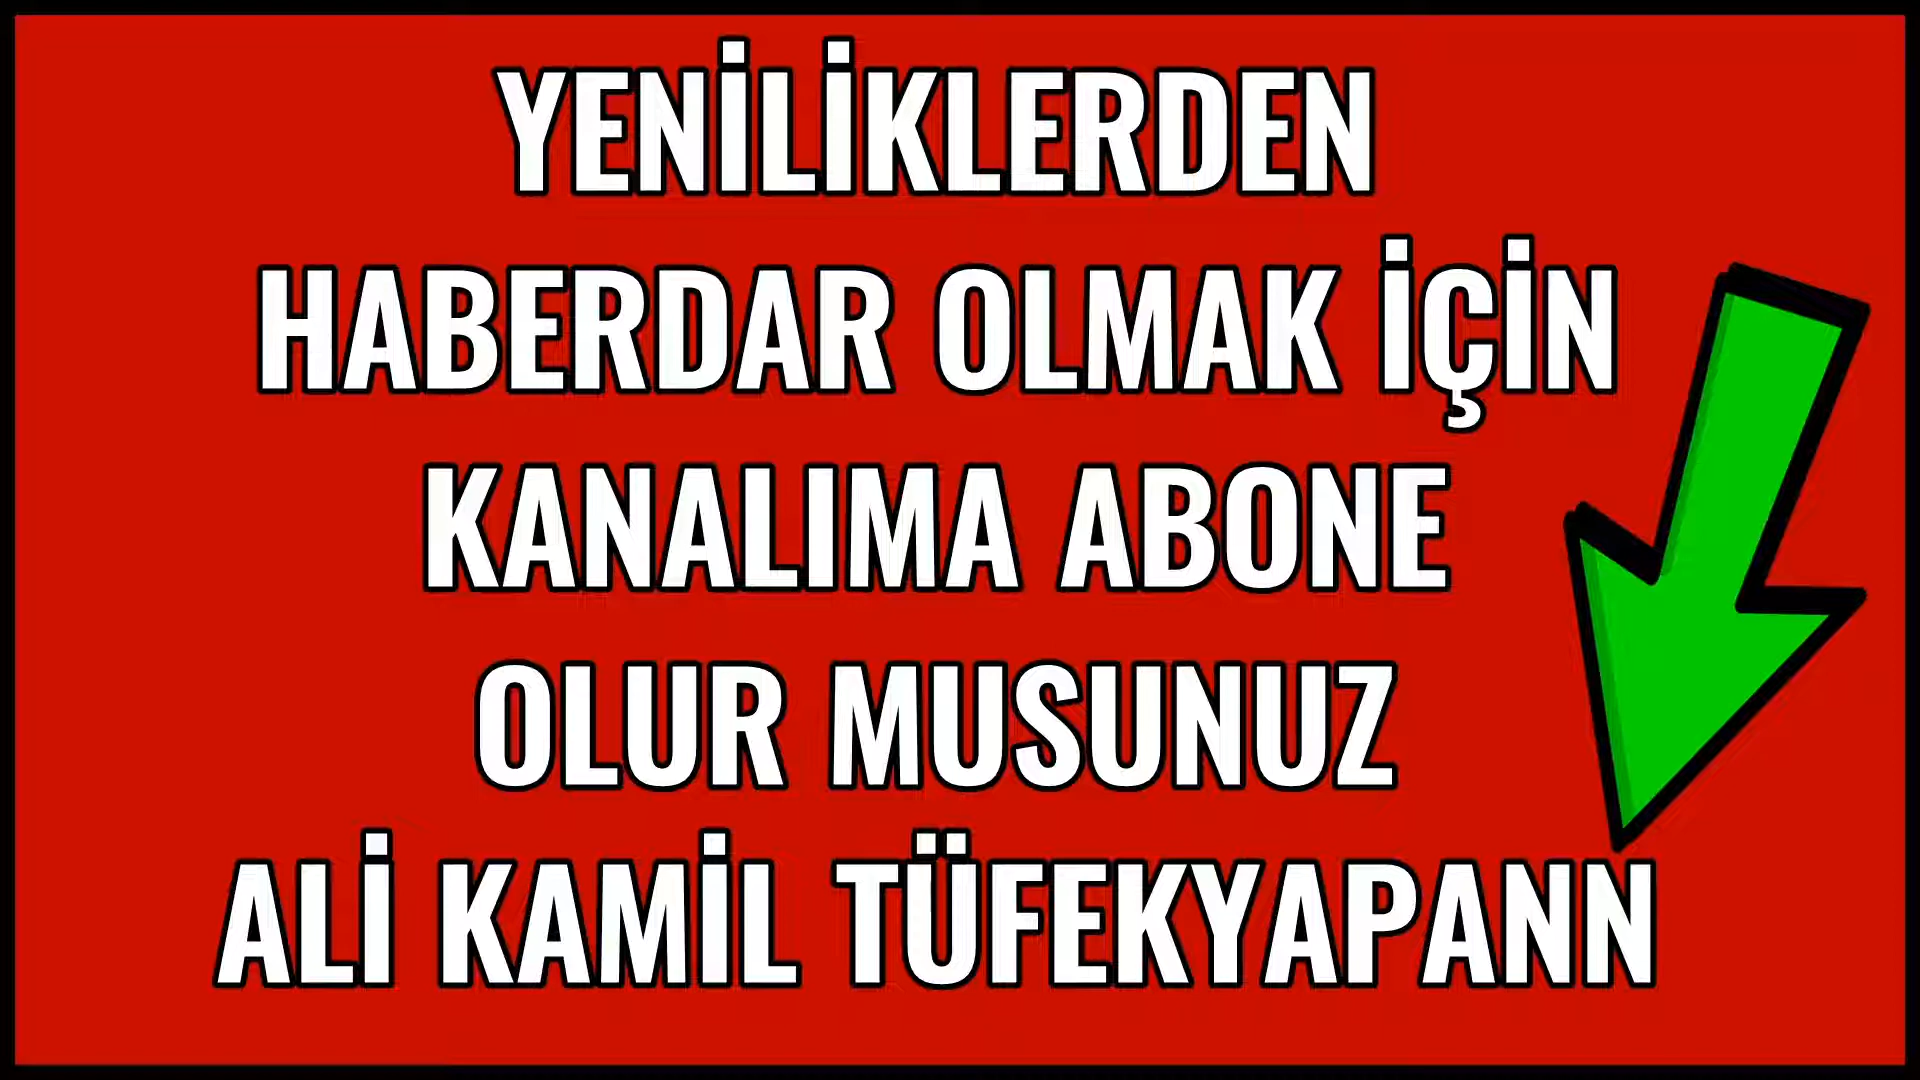 YENİLİKLERDEN
HABERDAR OLMAK İÇİN
KANALIMA ABONE
OLUR MUSUNUZ
ALİ KAMİL TÜFEKYAPANN